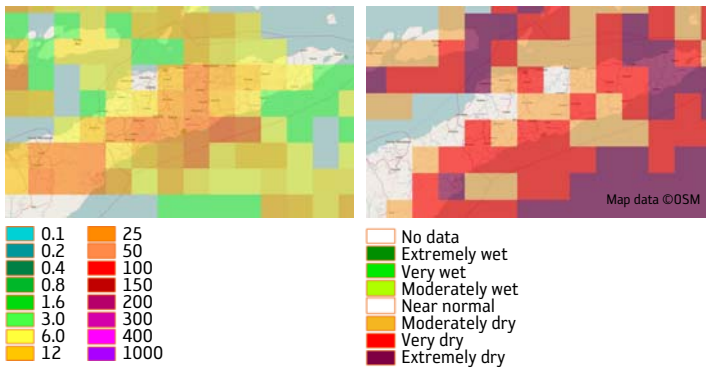 Map data ©OSM
0.1 25
0.2 50
0.4 100
0.8 150
1.6 200
3.0 300
6.0 400
12 1000
No data
Extremely wet
Very wet
Moderately wet
Near normal
Moderately dry
Very dry
Extremely dry